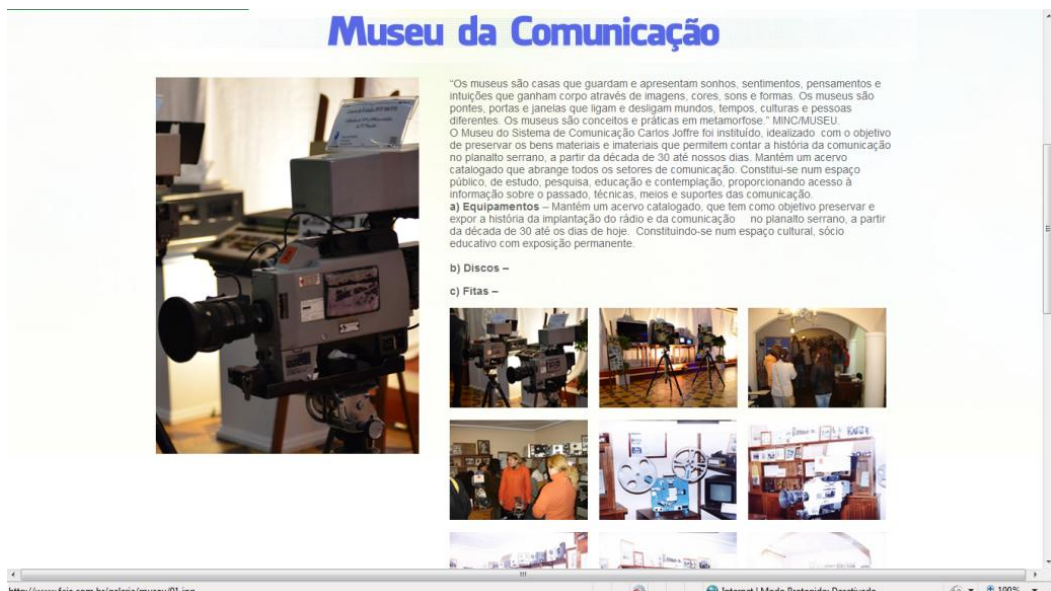 Museu da Comunicação
“Os museus são casas que guardam e apresentam sonhos, sentimentos, pensamentos e
intuições que ganham corpo através de imagens, cores, sons e formas. Os museus são
pontes, portas e janelas que ligam e desligam mundos, tempos, culturas e pessoas
diferentes. Os museus são conceitos e práticas em metamorfose.” MINC/MUSEU.
O Museu do Sistema de Comunicação Carlos Joffre foi instituído, idealizado com o objetivo
de preservar os bens materiais e imateriais que permitem contar a história da comunicação
no planalto serrano, a partir da década de 30 até nossos dias. Mantém um acervo
catalogado que abrange todos os setores de comunicação. Constitui-se num espaço
público, de estudo, pesquisa, educação e contemplação, proporcionando acesso à
informação sobre o passado, técnicas, meios e suportes das comunicação.
a) Equipamentos – Mantém um acervo catalogado, que tem como objetivo preservar e
expor a história da implantação do rádio e da comunicação no planalto serrano, a partir
da década de 30 até os dias de hoje. Constituindo-se num espaço cultural, sócio
educativo com exposição permanente.
b) Discos –
c) Fitas –
Internet | Modo Protegido: Desativado
100%